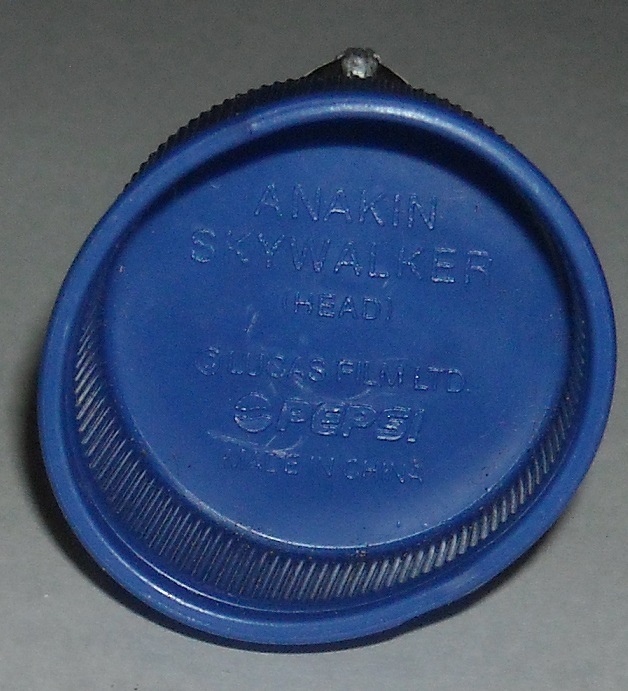 ANAKIN
SKYWALKER
(HEAD)
© LUCAS FILM LTD.
PEPSI
MADE IN CHINA